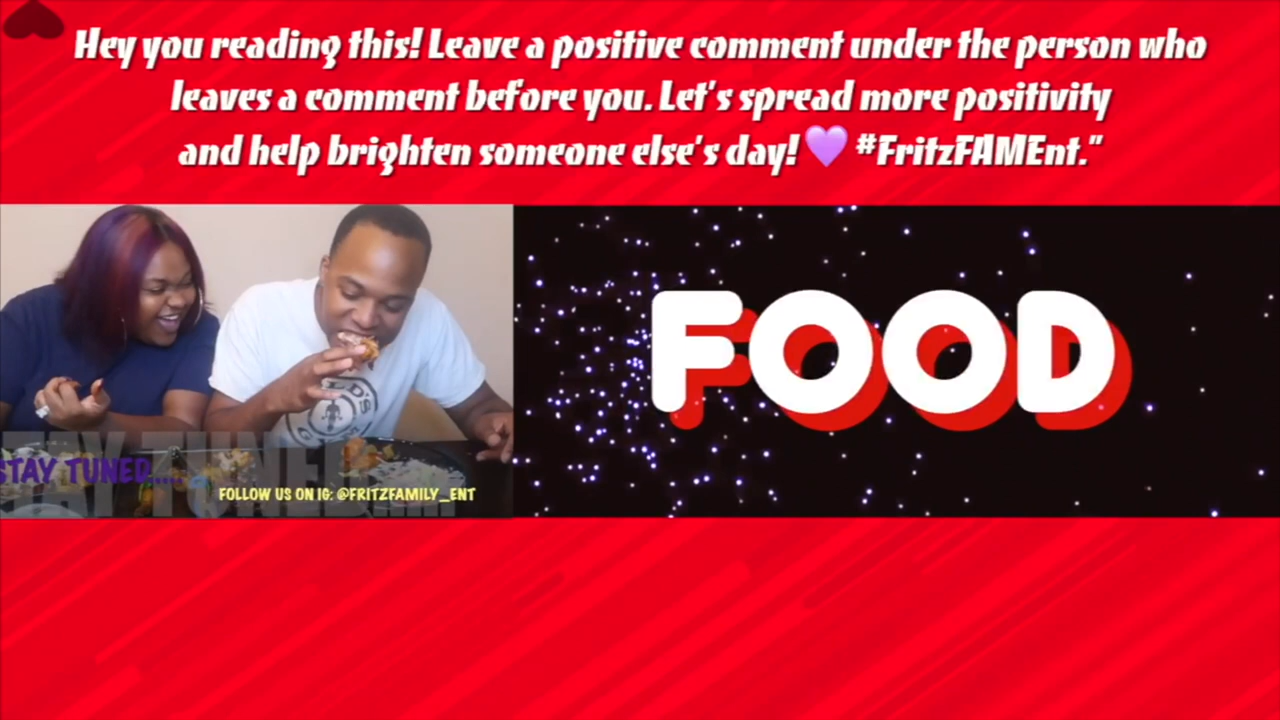 Hey you reading this! Leave a positive comment under the person who
leaves a comment before you. Let's spread more positivity
and help brighten someone else's day! 💜 #FritzFAMEnt."
FOOD
STAY TUNED....
FOLLOW US ON IG: @FRITZFAMILY_ENT